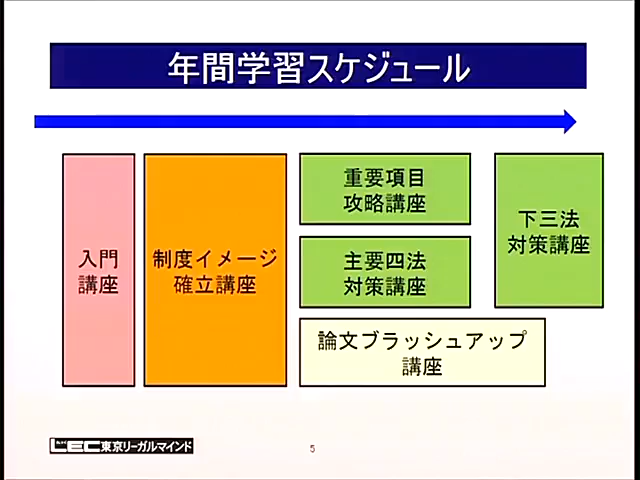 年間学習スケジュール
入門
講座
制度イメージ
確立講座
重要項目
攻略講座
主要四法
対策講座
論文ブラッシュアップ
講座
下三法
対策講座
LEC東京リーガルマインド
5